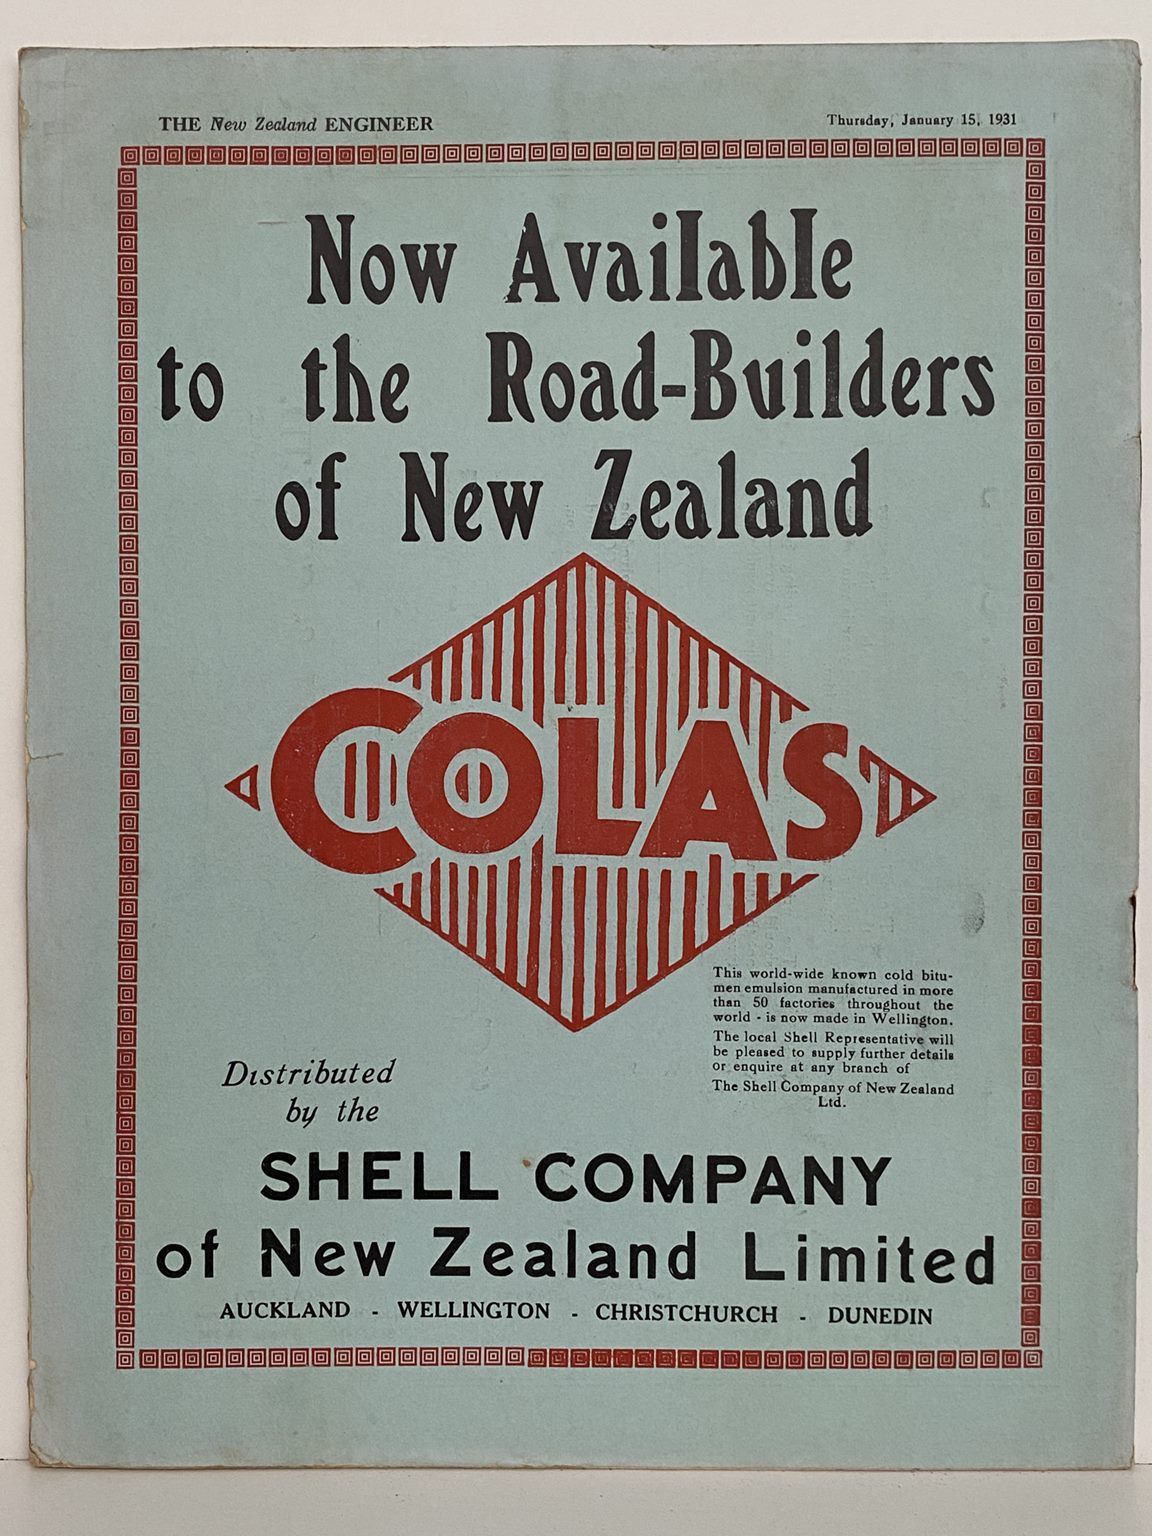 THE New Zealand ENGINEER
Thursday, January 15, 1931
Now Available
to the Road-Builders
of New Zealand
COLAS
This world-wide known cold bitu-
men emulsion manufactured in more
than 50 factories throughout the
world - is now made in Wellington.
The local Shell Representative will
be pleased to supply further details
or enquire at any branch of
The Shell Company of New Zealand
Ltd.
Distributed
by the
SHELL COMPANY
of New Zealand Limited
AUCKLAND - WELLINGTON - CHRISTCHURCH - DUNEDIN